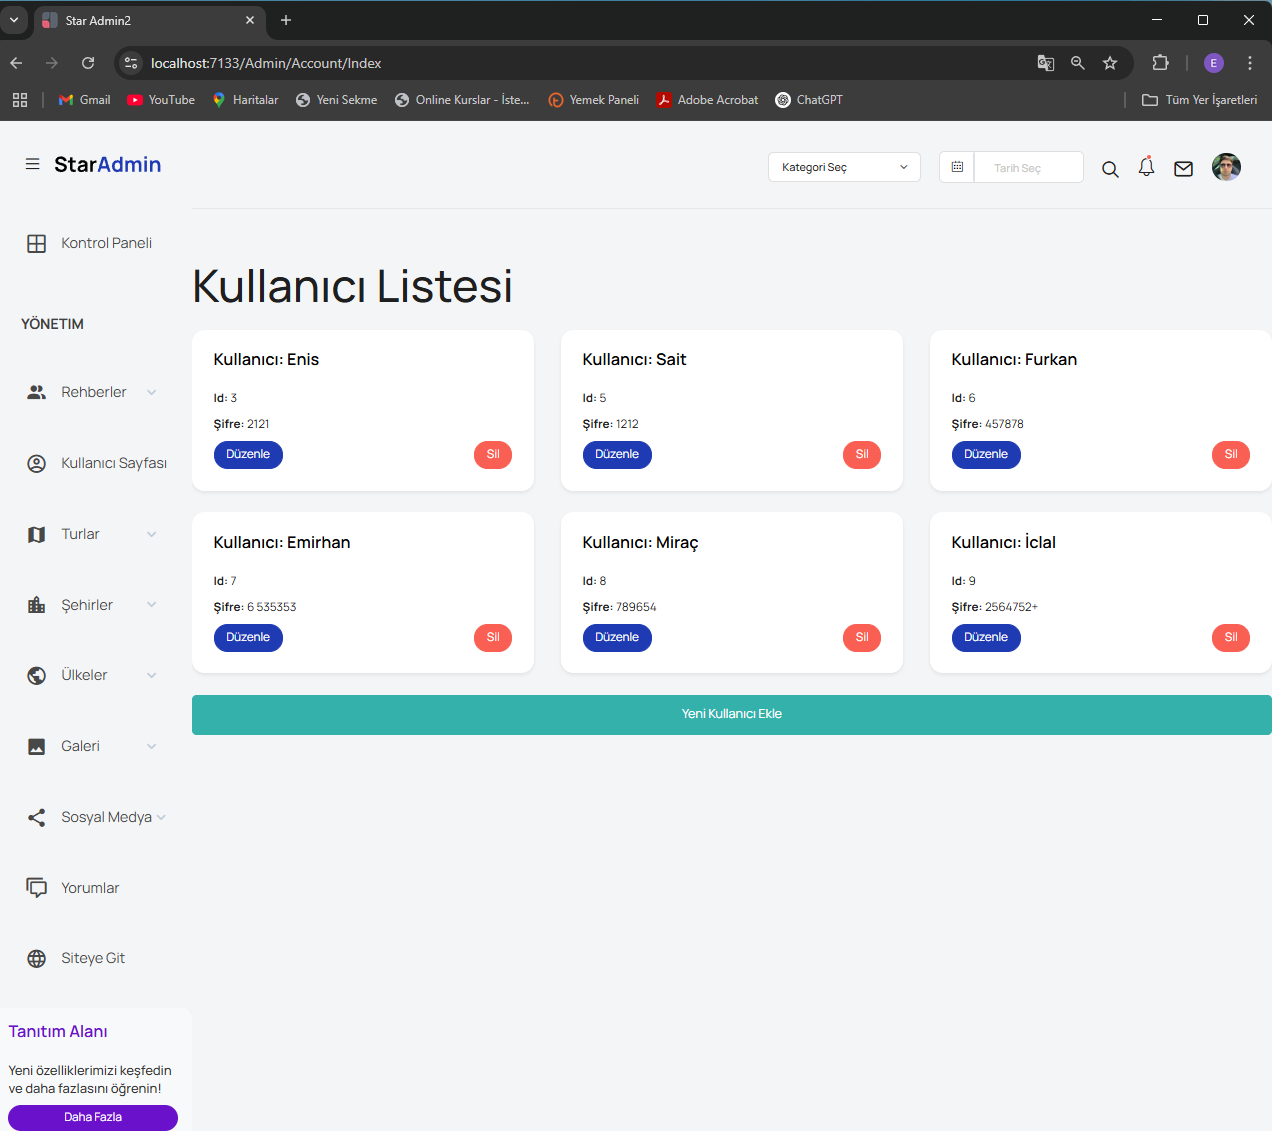 Star Admin2
localhost:7133/Admin/Account/Index
E
Gmail
YouTube
Haritalar
Yeni Sekme
Online Kurslar - İste...
Yemek Paneli
Adobe Acrobat
ChatGPT
Tüm Yer İşaretleri
StarAdmin
Kategori Seç
Tarih Seç
Kontrol Paneli
YÖNETIM
Rehberler
Kullanıcı Sayfası
Turlar
Şehirler
Ülkeler
Galeri
Sosyal Medya
Yorumlar
Siteye Git
Tanıtım Alanı
Yeni özelliklerimizi keşfedin
ve daha fazlasını öğrenin!
Daha Fazla
Kullanıcı Listesi
Kullanıcı: Enis
Id: 3
Şifre: 2121
Düzenle
Sil
Kullanıcı: Sait
Id: 5
Şifre: 1212
Düzenle
Sil
Kullanıcı: Furkan
Id: 6
Şifre: 457878
Düzenle
Sil
Kullanıcı: Emirhan
Id: 7
Şifre: 6 535353
Düzenle
Sil
Kullanıcı: Miraç
Id: 8
Şifre: 789654
Düzenle
Sil
Kullanıcı: İclal
Id: 9
Şifre: 2564752+
Düzenle
Sil
Yeni Kullanıcı Ekle